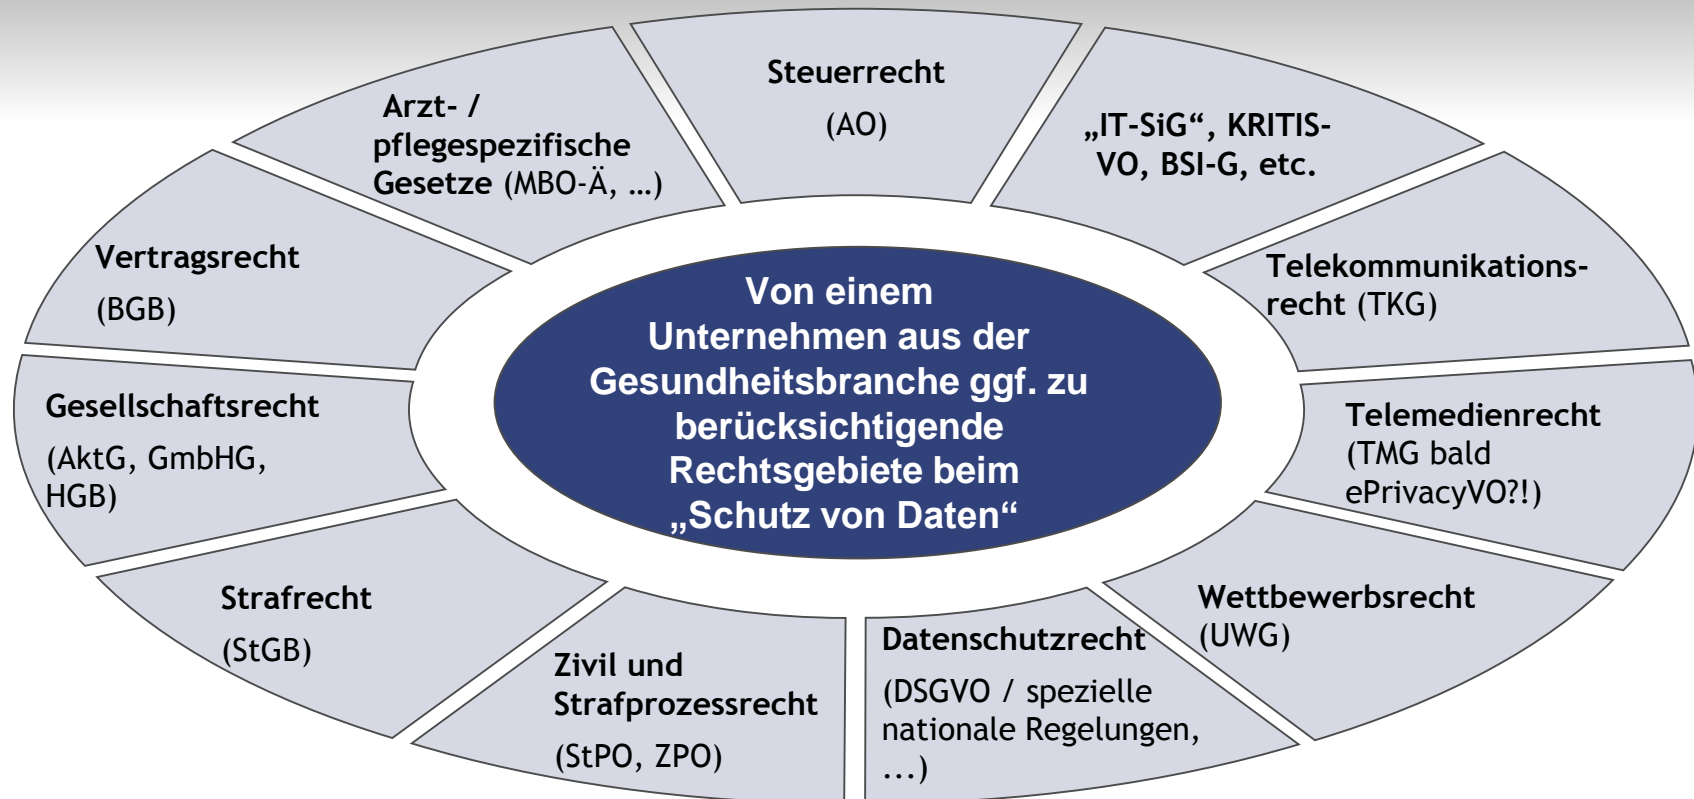 Steuerrecht
(AO)
„IT-SiG“, KRITIS-
VO, BSI-G, etc.
Telekommunikations-
recht (TKG)
Telemedienrecht
(TMG bald
ePrivacyVO?!)
Wettbewerbsrecht
(UWG)
Datenschutzrecht
(DSGVO / spezielle
nationale Regelungen,
...)
Zivil und
Strafprozessrecht
(StPO, ZPO)
Strafrecht
(StGB)
Gesellschaftsrecht
(AktG, GmbHG,
HGB)
Vertragsrecht
(BGB)
Arzt- /
pflegespezifische
Gesetze (MBO-Ä, …)
Von einem
Unternehmen aus der
Gesundheitsbranche ggf. zu
berücksichtigende
Rechtsgebiete beim
„Schutz von Daten“